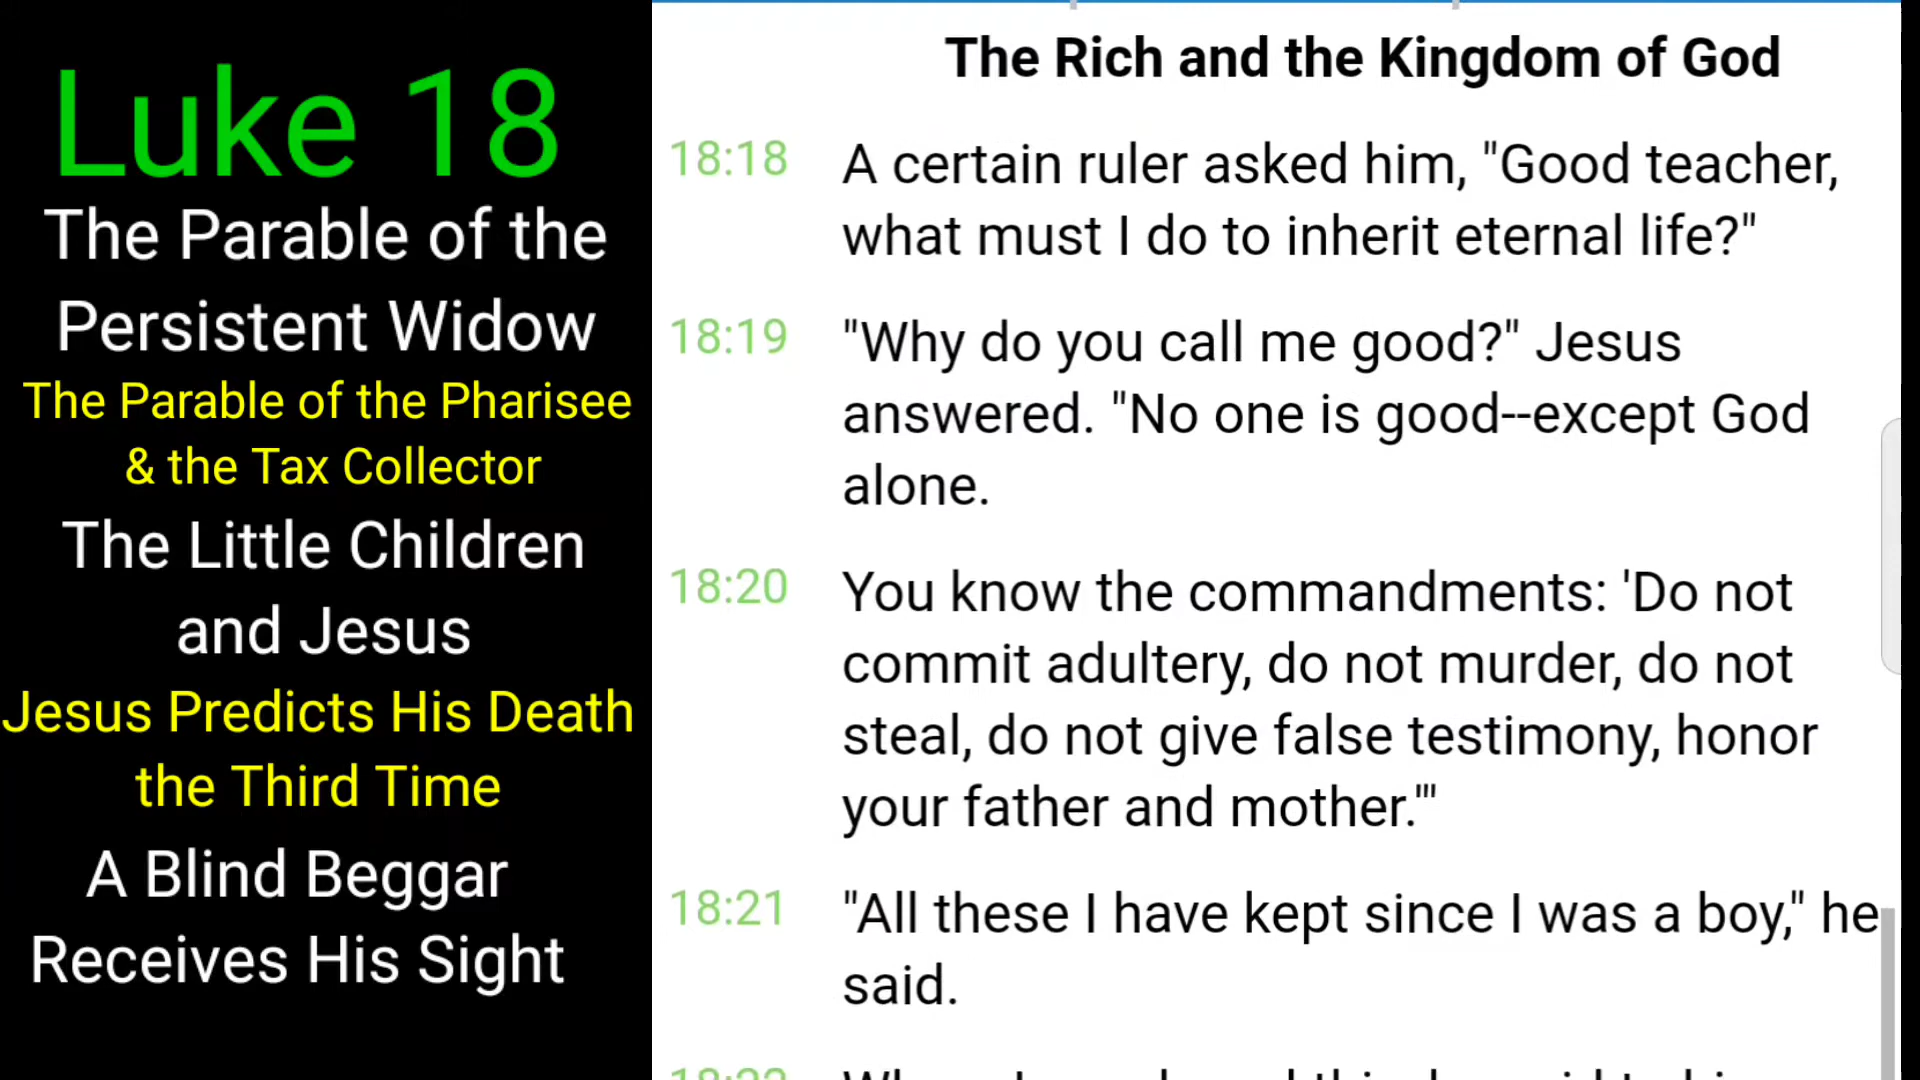 Luke 18
The Parable of the
Persistent Widow
The Parable of the Pharisee
& the Tax Collector
The Little Children
and Jesus
Jesus Predicts His Death
the Third Time
A Blind Beggar
Receives His Sight
The Rich and the Kingdom of God
18:18 A certain ruler asked him, "Good teacher,
what must I do to inherit eternal life?"
18:19 "Why do you call me good?" Jesus
answered. "No one is good--except God
alone.
18:20 You know the commandments: 'Do not
commit adultery, do not murder, do not
steal, do not give false testimony, honor
your father and mother.'"
18:21 "All these I have kept since I was a boy," he
said.